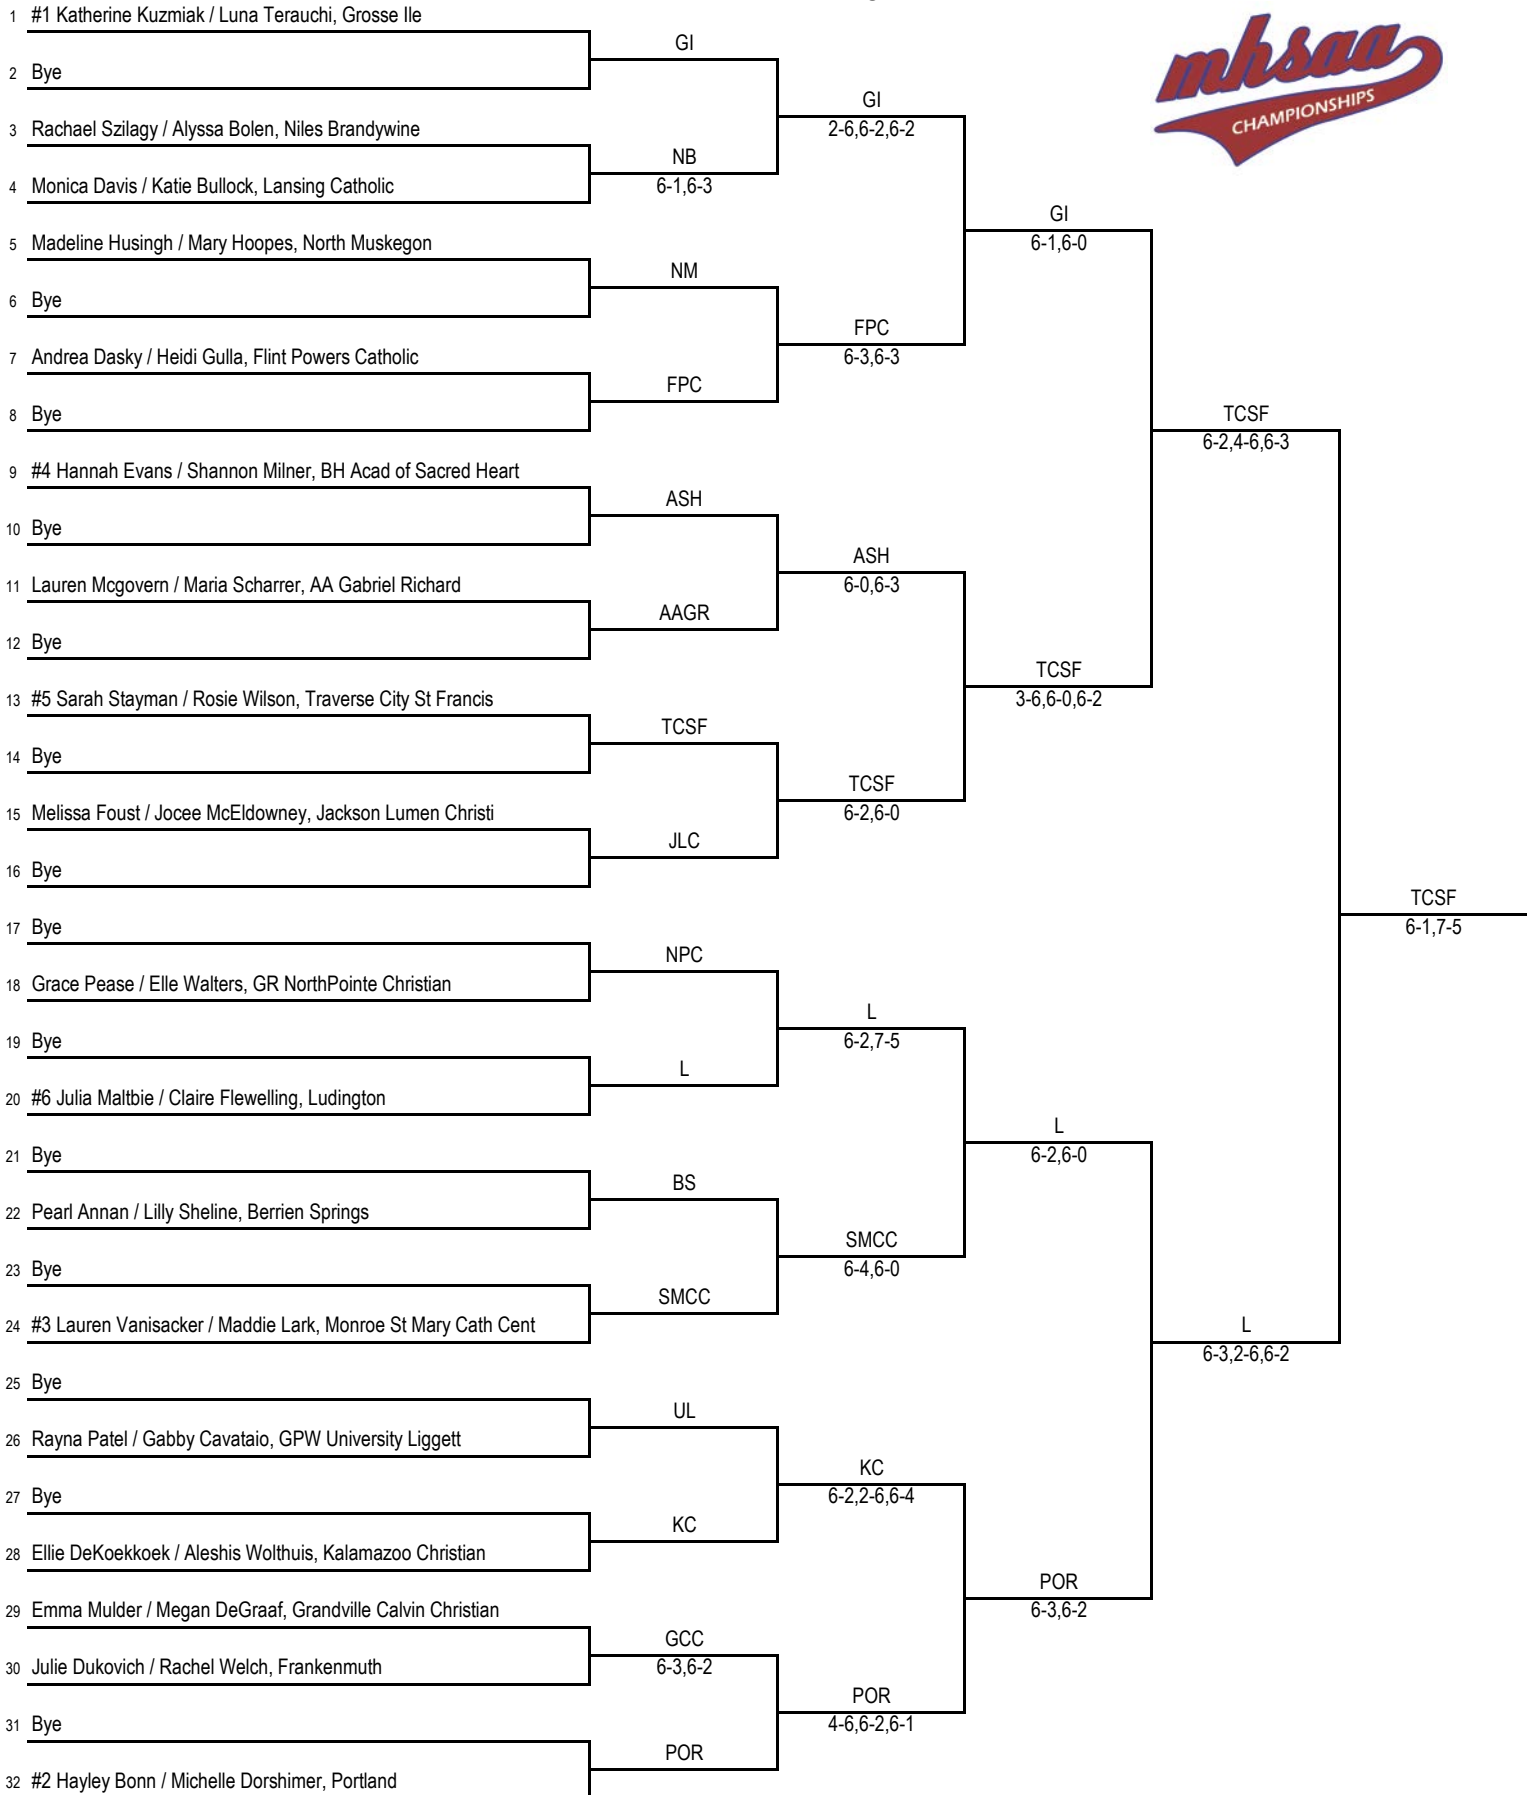 1 #1 Katherine Kuzmiak / Luna Terauchi, Grosse Ile
2 Bye
3 Rachael Szilagy / Alyssa Bolen, Niles Brandywine
4 Monica Davis / Katie Bullock, Lansing Catholic
5 Madeline Husingh / Mary Hoopes, North Muskegon
6 Bye
7 Andrea Dasky / Heidi Gulla, Flint Powers Catholic
8 Bye
9 #4 Hannah Evans / Shannon Milner, BH Acad of Sacred Heart
10 Bye
11 Lauren Mcgovern / Maria Scharrer, AA Gabriel Richard
12 Bye
13 #5 Sarah Stayman / Rosie Wilson, Traverse City St Francis
14 Bye
15 Melissa Foust / Jocee McEldowney, Jackson Lumen Christi
16 Bye
17 Bye
18 Grace Pease / Elle Walters, GR NorthPointe Christian
19 Bye
20 #6 Julia Maltbie / Claire Flewelling, Ludington
21 Bye
22 Pearl Annan / Lilly Sheline, Berrien Springs
23 Bye
24 #3 Lauren Vanisacker / Maddie Lark, Monroe St Mary Cath Cent
25 Bye
26 Rayna Patel / Gabby Cavataio, GPW University Liggett
27 Bye
28 Ellie DeKoekkoek / Aleshis Wolthuis, Kalamazoo Christian
29 Emma Mulder / Megan DeGraaf, Grandville Calvin Christian
30 Julie Dukovich / Rachel Welch, Frankenmuth
31 Bye
32 #2 Hayley Bonn / Michelle Dorshimer, Portland
GI
NB
6-1,6-3
NM
FPC
ASH
AAGR
TCSF
JLC
NPC
L
BS
SMCC
UL
KC
GCC
6-3,6-2
POR
GI
2-6,6-2,6-2
FPC
6-3,6-3
ASH
6-0,6-3
TCSF
6-2,6-0
L
6-2,7-5
SMCC
6-4,6-0
KC
6-2,2-6,6-4
POR
4-6,6-2,6-1
GI
6-1,6-0
TCSF
3-6,6-0,6-2
L
6-2,6-0
POR
6-3,6-2
TCSF
6-2,4-6,6-3
L
6-3,2-6,6-2
TCSF
6-1,7-5
mhsaa
CHAMPIONSHIPS